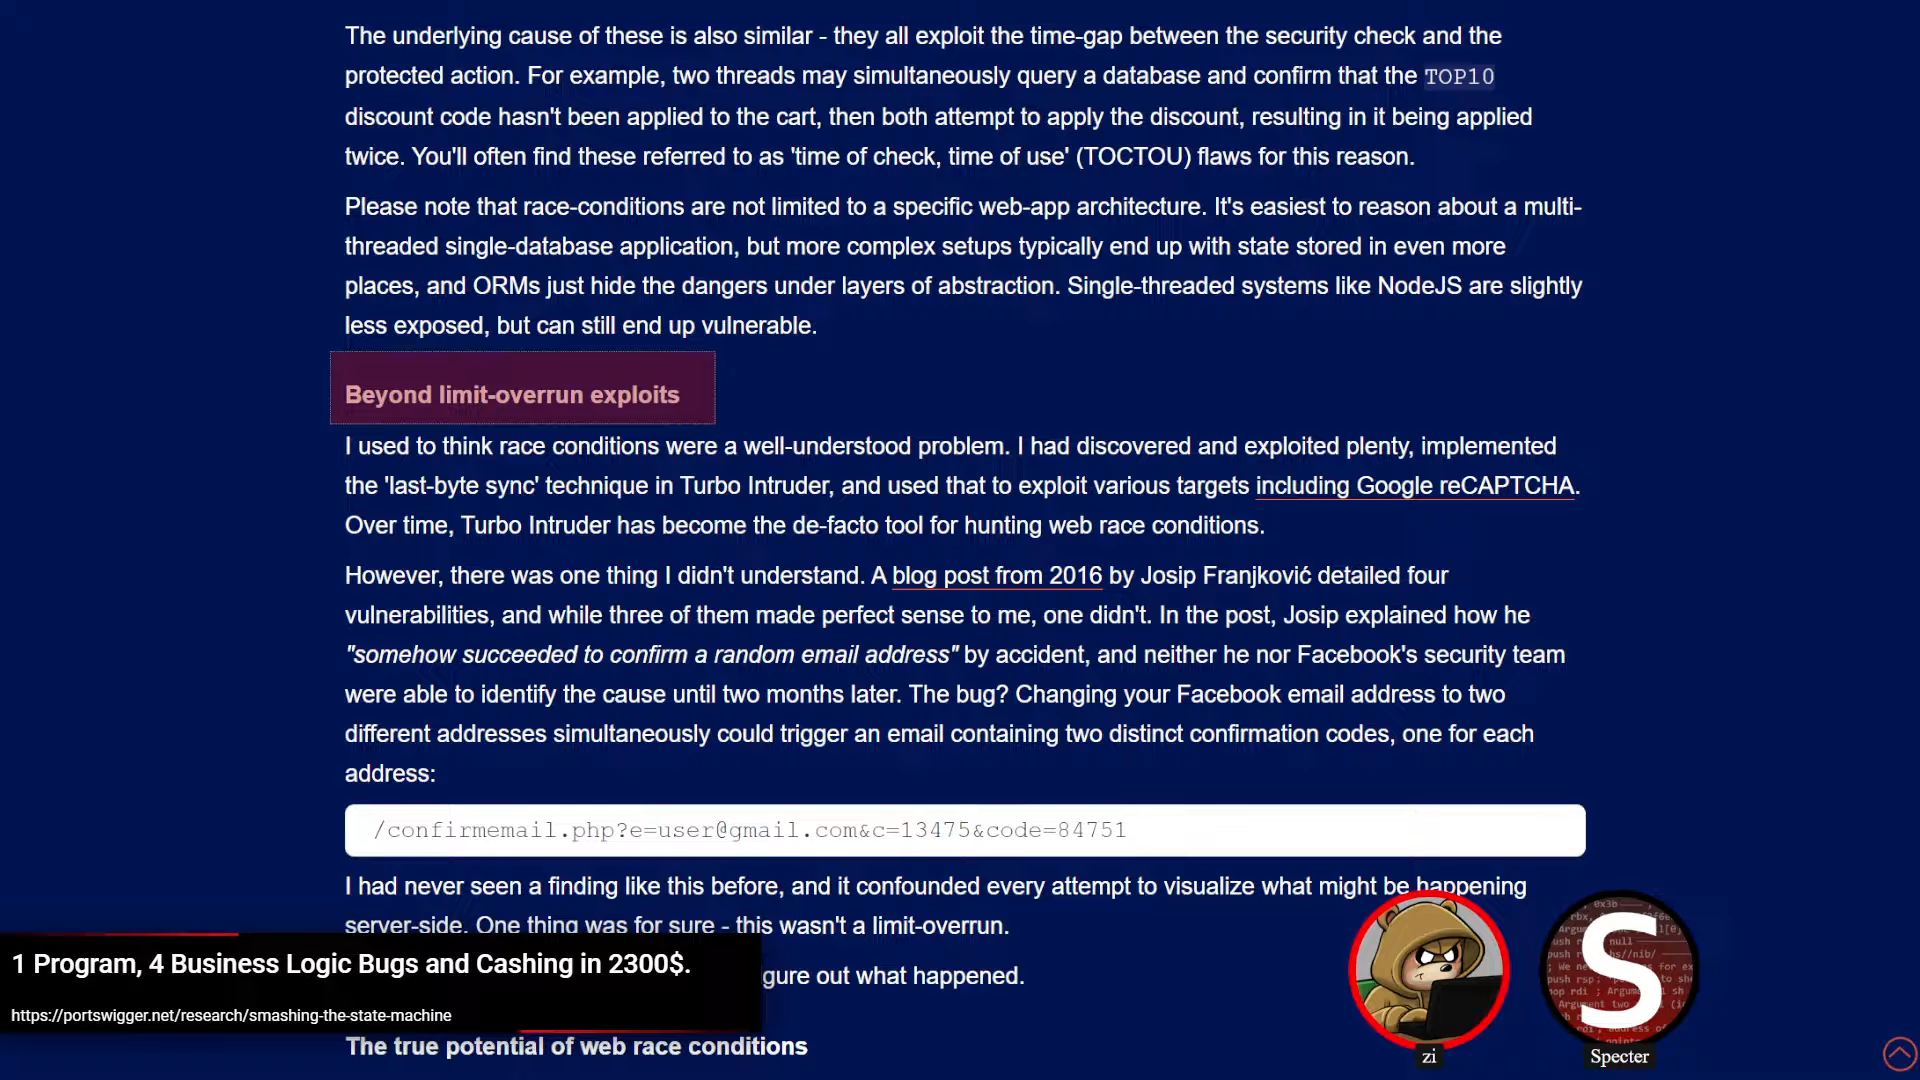 The underlying cause of these is also similar - they all exploit the time-gap between the security check and the
protected action. For example, two threads may simultaneously query a database and confirm that the TOP10
discount code hasn't been applied to the cart, then both attempt to apply the discount, resulting in it being applied
twice. You'll often find these referred to as 'time of check, time of use' (TOCTOU) flaws for this reason.
Please note that race-conditions are not limited to a specific web-app architecture. It's easiest to reason about a multi-
threaded single-database application, but more complex setups typically end up with state stored in even more
places, and ORMs just hide the dangers under layers of abstraction. Single-threaded systems like NodeJS are slightly
less exposed, but can still end up vulnerable.
Beyond limit-overrun exploits
I used to think race conditions were a well-understood problem. I had discovered and exploited plenty, implemented
the 'last-byte sync' technique in Turbo Intruder, and used that to exploit various targets including Google reCAPTCHA.
Over time, Turbo Intruder has become the de-facto tool for hunting web race conditions.
However, there was one thing I didn't understand. A blog post from 2016 by Josip Franjković detailed four
vulnerabilities, and while three of them made perfect sense to me, one didn't. In the post, Josip explained how he
"somehow succeeded to confirm a random email address" by accident, and neither he nor Facebook's security team
were able to identify the cause until two months later. The bug? Changing your Facebook email address to two
different addresses simultaneously could trigger an email containing two distinct confirmation codes, one for each
address:
/confirmemail.php?e=user@gmail.com&c=13475&code=84751
I had never seen a finding like this before, and it confounded every attempt to visualize what might be happening
server-side. One thing was for sure - this wasn't a limit-overrun.
gure out what happened.
1 Program, 4 Business Logic Bugs and Cashing in 2300$.
https://portswigger.net/research/smashing-the-state-machine
The true potential of web race conditions
zi
S
Specter